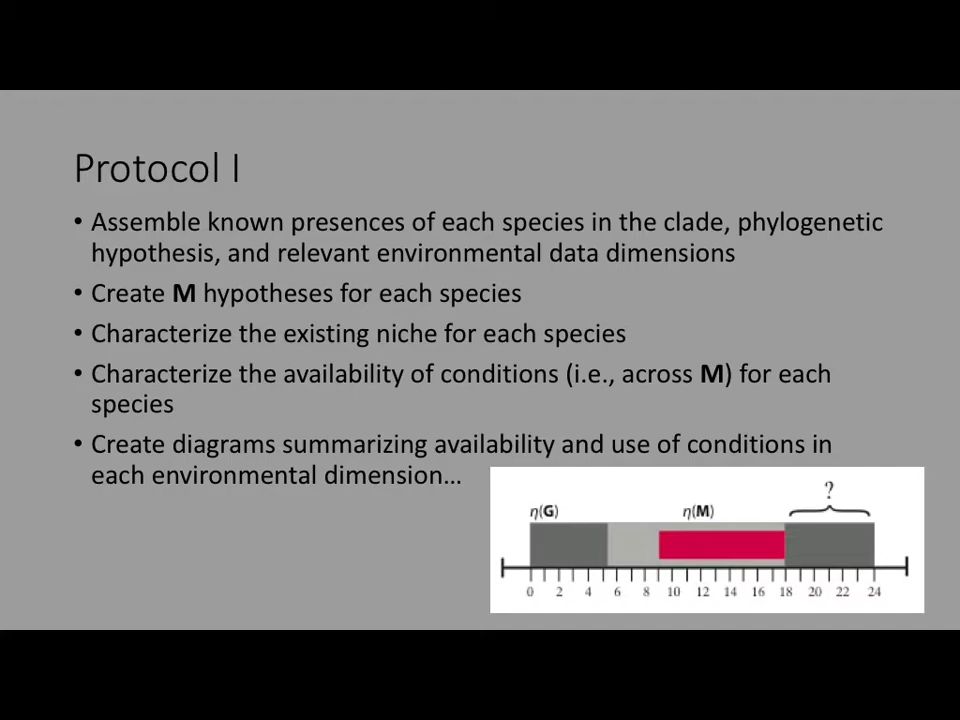 Protocol I
• Assemble known presences of each species in the clade, phylogenetic
hypothesis, and relevant environmental data dimensions
• Create M hypotheses for each species
• Characterize the existing niche for each species
• Characterize the availability of conditions (i.e., across M) for each
species
• Create diagrams summarizing availability and use of conditions in
each environmental dimension…
?
η(G) η(M)
0 2 4 6 8 10 12 14 16 18 20 22 24